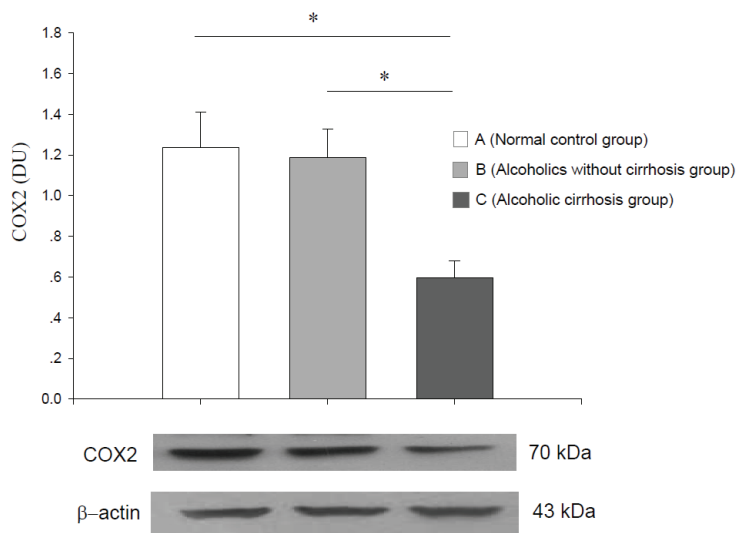 *
*
1.8
1.6
1.4
1.2
1.0
.8
.6
.4
.2
0.0
COX2 (DU)
A (Normal control group)
B (Alcoholics without cirrhosis group)
C (Alcoholic cirrhosis group)
COX2 70 kDa
β–actin 43 kDa